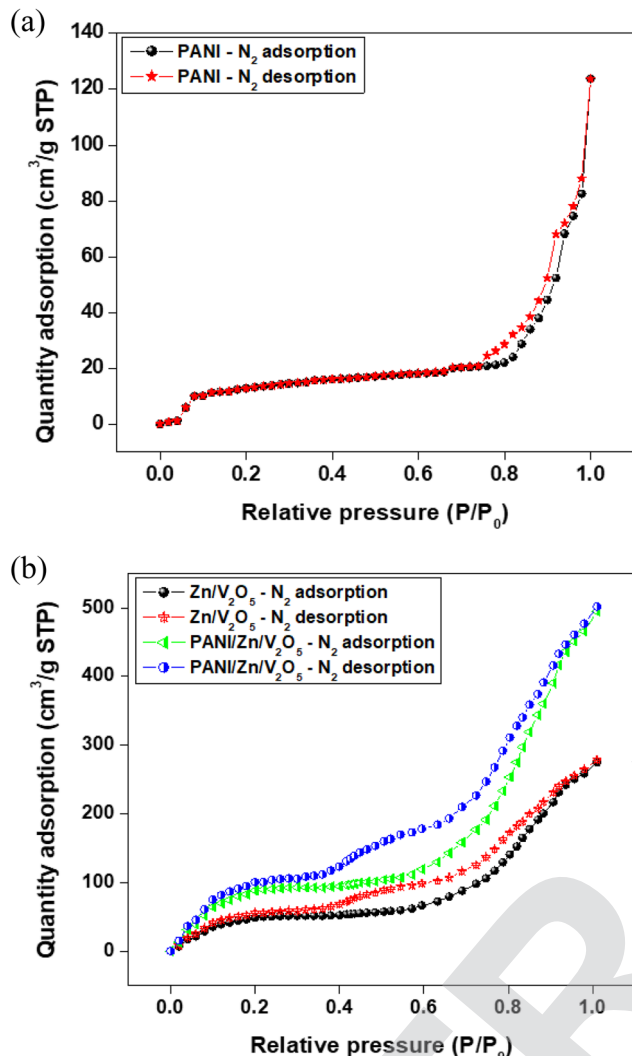 (a)
PANI - N₂ adsorption
PANI - N₂ desorption
Quantity adsorption (cm³/g STP)
140
120
100
80
60
40
20
0
0.0 0.2 0.4 0.6 0.8 1.0
Relative pressure (P/P₀)
(b)
Zn/V₂O₅ - N₂ adsorption
Zn/V₂O₅ - N₂ desorption
PANI/Zn/V₂O₅ - N₂ adsorption
PANI/Zn/V₂O₅ - N₂ desorption
Quantity adsorption (cm³/g STP)
500
400
300
200
100
0
0.0 0.2 0.4 0.6 0.8 1.0
Relative pressure (P/P₀)